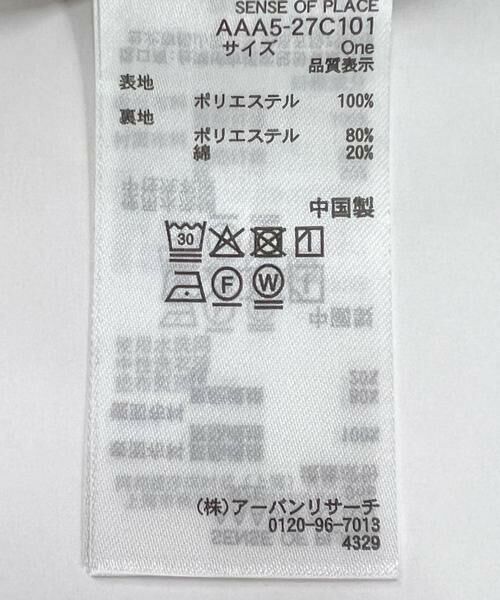 SENSE OF PLACE
AAA5-27C101
サイズ One
品質表示
表地
ポリエステル 100%
裏地
ポリエステル 80%
綿 20%
中国製
30
F W
(株)アーバンリサーチ
0120-96-7013
4329